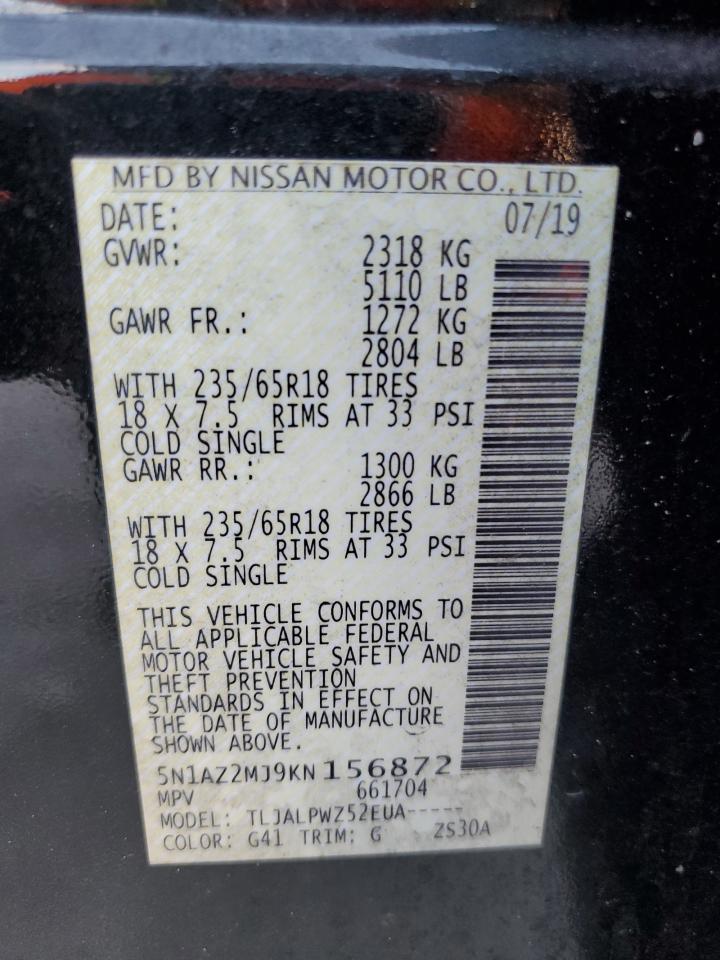 MFD BY NISSAN MOTOR CO., LTD.
DATE: 07/19
GVWR: 2318 KG
5110 LB
GAWR FR.: 1272 KG
2804 LB
WITH 235/65R18 TIRES
18 X 7.5 RIMS AT 33 PSI
COLD SINGLE
GAWR RR.: 1300 KG
2866 LB
WITH 235/65R18 TIRES
18 X 7.5 RIMS AT 33 PSI
COLD SINGLE
THIS VEHICLE CONFORMS TO
ALL APPLICABLE FEDERAL
MOTOR VEHICLE SAFETY AND
THEFT PREVENTION
STANDARDS IN EFFECT ON
THE DATE OF MANUFACTURE
SHOWN ABOVE.
5N1AZ2MJ9KN156872
MPV 661704
MODEL: TLJALPWZ52EUA-----
COLOR: G41 TRIM: G ZS30A